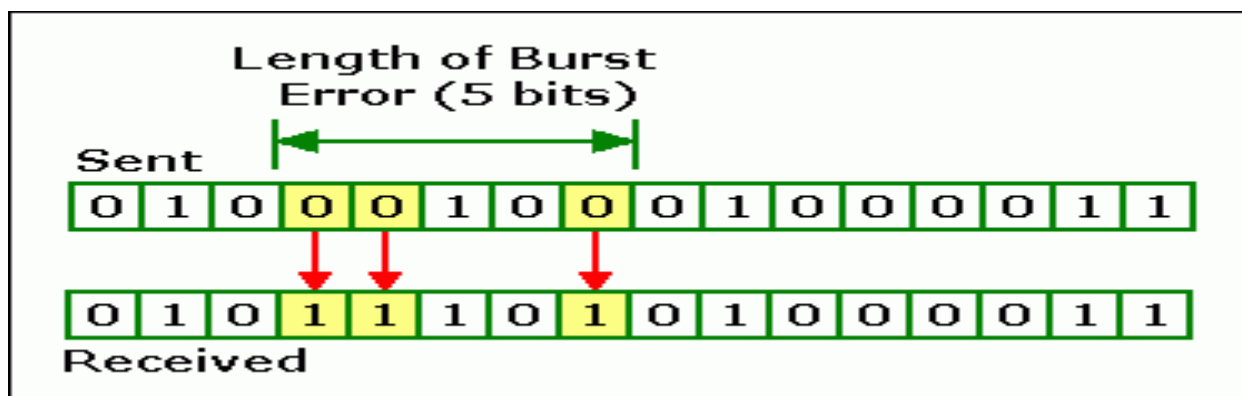 Length of Burst
Error (5 bits)
Sent
0 1 0 0 0 1 0 0 0 1 0 0 0 0 1 1
0 1 0 1 1 1 0 1 0 1 0 0 0 0 1 1
Received